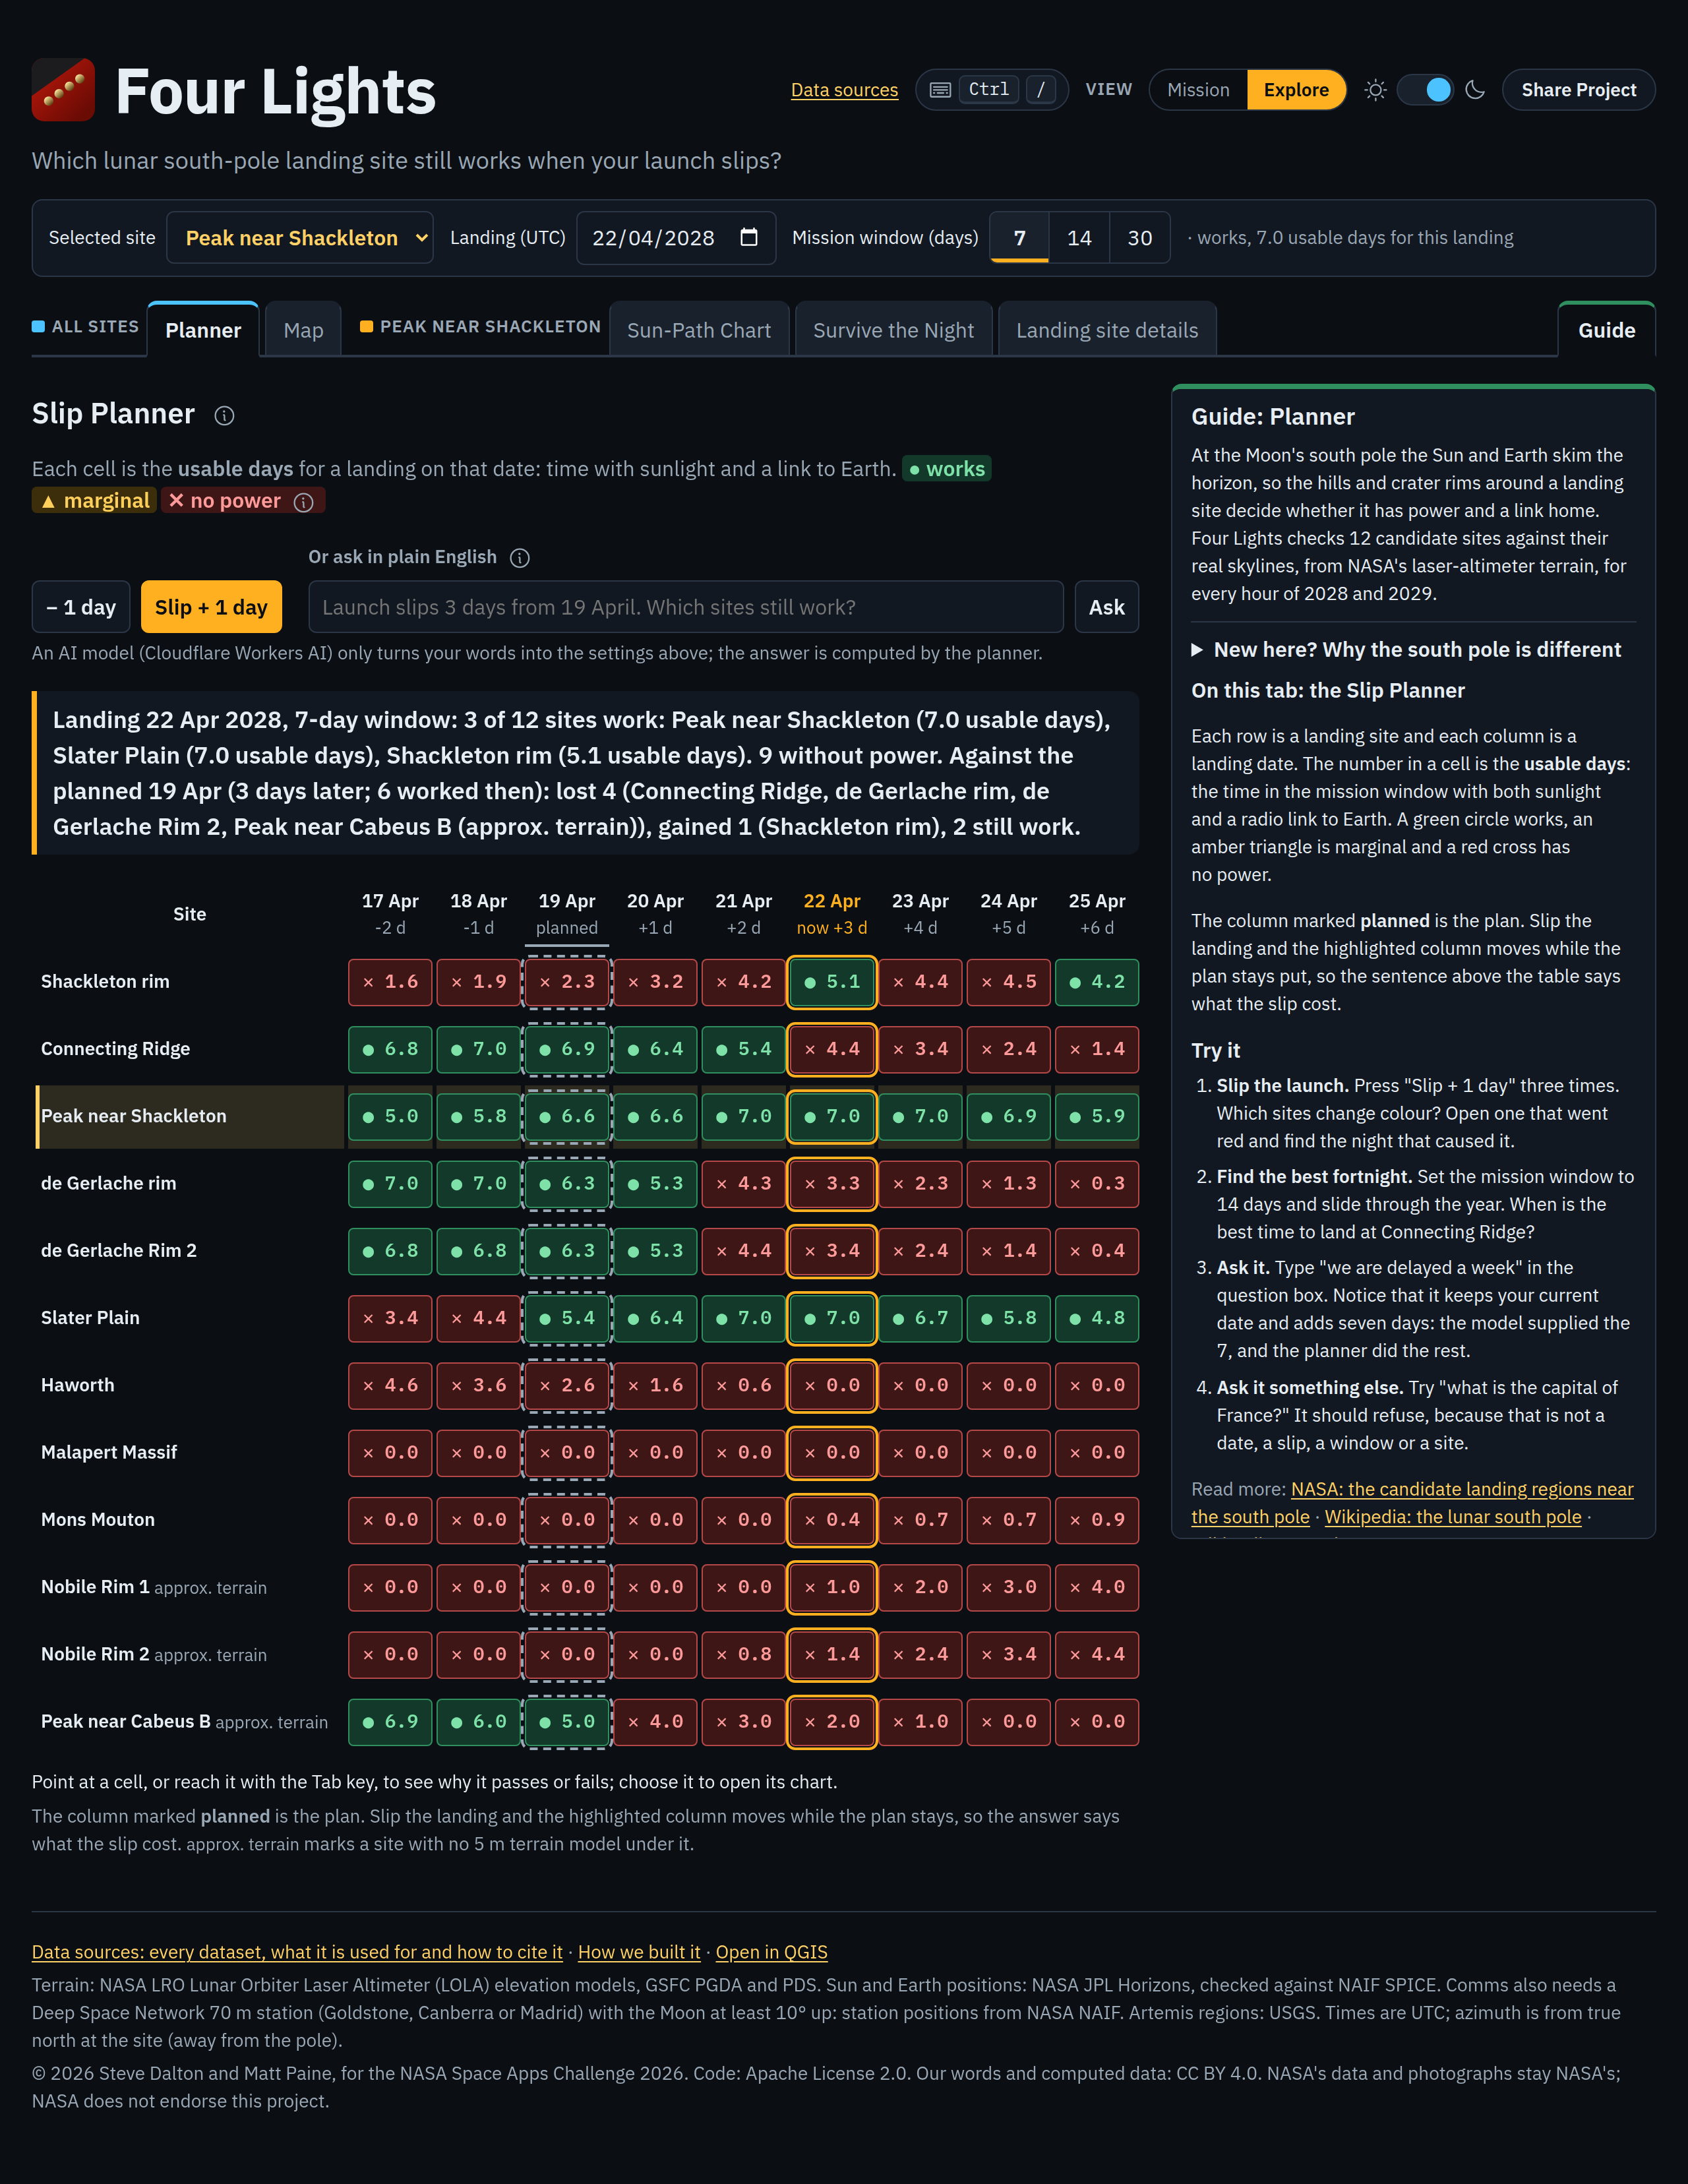 Four Lights
Data sources
Ctrl /
VIEW
Mission Explore
Share Project
Which lunar south-pole landing site still works when your launch slips?
Selected site Peak near Shackleton Landing (UTC) 22/04/2028 Mission window (days) 7 14 30 · works, 7.0 usable days for this landing
ALL SITES Planner Map PEAK NEAR SHACKLETON Sun-Path Chart Survive the Night Landing site details Guide
Slip Planner
Each cell is the usable days for a landing on that date: time with sunlight and a link to Earth. ● works
▲ marginal ✕ no power
Or ask in plain English
− 1 day Slip + 1 day Launch slips 3 days from 19 April. Which sites still work? Ask
An AI model (Cloudflare Workers AI) only turns your words into the settings above; the answer is computed by the planner.
Landing 22 Apr 2028, 7-day window: 3 of 12 sites work: Peak near Shackleton (7.0 usable days),
Slater Plain (7.0 usable days), Shackleton rim (5.1 usable days). 9 without power. Against the
planned 19 Apr (3 days later; 6 worked then): lost 4 (Connecting Ridge, de Gerlache rim, de
Gerlache Rim 2, Peak near Cabeus B (approx. terrain)), gained 1 (Shackleton rim), 2 still work.
Site 17 Apr 18 Apr 19 Apr 20 Apr 21 Apr 22 Apr 23 Apr 24 Apr 25 Apr
-2 d -1 d planned +1 d +2 d now +3 d +4 d +5 d +6 d
Shackleton rim × 1.6 × 1.9 × 2.3 × 3.2 × 4.2 ● 5.1 × 4.4 × 4.5 ● 4.2
Connecting Ridge ● 6.8 ● 7.0 ● 6.9 ● 6.4 ● 5.4 × 4.4 × 3.4 × 2.4 × 1.4
Peak near Shackleton ● 5.0 ● 5.8 ● 6.6 ● 6.6 ● 7.0 ● 7.0 ● 7.0 ● 6.9 ● 5.9
de Gerlache rim ● 7.0 ● 7.0 ● 6.3 ● 5.3 × 4.3 × 3.3 × 2.3 × 1.3 × 0.3
de Gerlache Rim 2 ● 6.8 ● 6.8 ● 6.3 ● 5.3 × 4.4 × 3.4 × 2.4 × 1.4 × 0.4
Slater Plain × 3.4 × 4.4 ● 5.4 ● 6.4 ● 7.0 ● 7.0 ● 6.7 ● 5.8 ● 4.8
Haworth × 4.6 × 3.6 × 2.6 × 1.6 × 0.6 × 0.0 × 0.0 × 0.0 × 0.0
Malapert Massif × 0.0 × 0.0 × 0.0 × 0.0 × 0.0 × 0.0 × 0.0 × 0.0 × 0.0
Mons Mouton × 0.0 × 0.0 × 0.0 × 0.0 × 0.0 × 0.4 × 0.7 × 0.7 × 0.9
Nobile Rim 1 approx. terrain × 0.0 × 0.0 × 0.0 × 0.0 × 0.0 × 1.0 × 2.0 × 3.0 × 4.0
Nobile Rim 2 approx. terrain × 0.0 × 0.0 × 0.0 × 0.0 × 0.8 × 1.4 × 2.4 × 3.4 × 4.4
Peak near Cabeus B approx. terrain ● 6.9 ● 6.0 ● 5.0 × 4.0 × 3.0 × 2.0 × 1.0 × 0.0 × 0.0
Point at a cell, or reach it with the Tab key, to see why it passes or fails; choose it to open its chart.
The column marked planned is the plan. Slip the landing and the highlighted column moves while the plan stays, so the answer says
what the slip cost. approx. terrain marks a site with no 5 m terrain model under it.
Guide: Planner
At the Moon's south pole the Sun and Earth skim the
horizon, so the hills and crater rims around a landing
site decide whether it has power and a link home.
Four Lights checks 12 candidate sites against their
real skylines, from NASA's laser-altimeter terrain, for
every hour of 2028 and 2029.
▶ New here? Why the south pole is different
On this tab: the Slip Planner
Each row is a landing site and each column is a
landing date. The number in a cell is the usable days:
the time in the mission window with both sunlight
and a radio link to Earth. A green circle works, an
amber triangle is marginal and a red cross has
no power.
The column marked planned is the plan. Slip the
landing and the highlighted column moves while the
plan stays put, so the sentence above the table says
what the slip cost.
Try it
1. Slip the launch. Press "Slip + 1 day" three times.
Which sites change colour? Open one that went
red and find the night that caused it.
2. Find the best fortnight. Set the mission window to
14 days and slide through the year. When is the
best time to land at Connecting Ridge?
3. Ask it. Type "we are delayed a week" in the
question box. Notice that it keeps your current
date and adds seven days: the model supplied the
7, and the planner did the rest.
4. Ask it something else. Try "what is the capital of
France?" It should refuse, because that is not a
date, a slip, a window or a site.
Read more: NASA: the candidate landing regions near
the south pole · Wikipedia: the lunar south pole ·
Data sources: every dataset, what it is used for and how to cite it · How we built it · Open in QGIS
Terrain: NASA LRO Lunar Orbiter Laser Altimeter (LOLA) elevation models, GSFC PGDA and PDS. Sun and Earth positions: NASA JPL Horizons, checked against NAIF SPICE. Comms also needs a
Deep Space Network 70 m station (Goldstone, Canberra or Madrid) with the Moon at least 10° up: station positions from NASA NAIF. Artemis regions: USGS. Times are UTC; azimuth is from true
north at the site (away from the pole).
© 2026 Steve Dalton and Matt Paine, for the NASA Space Apps Challenge 2026. Code: Apache License 2.0. Our words and computed data: CC BY 4.0. NASA's data and photographs stay NASA's;
NASA does not endorse this project.